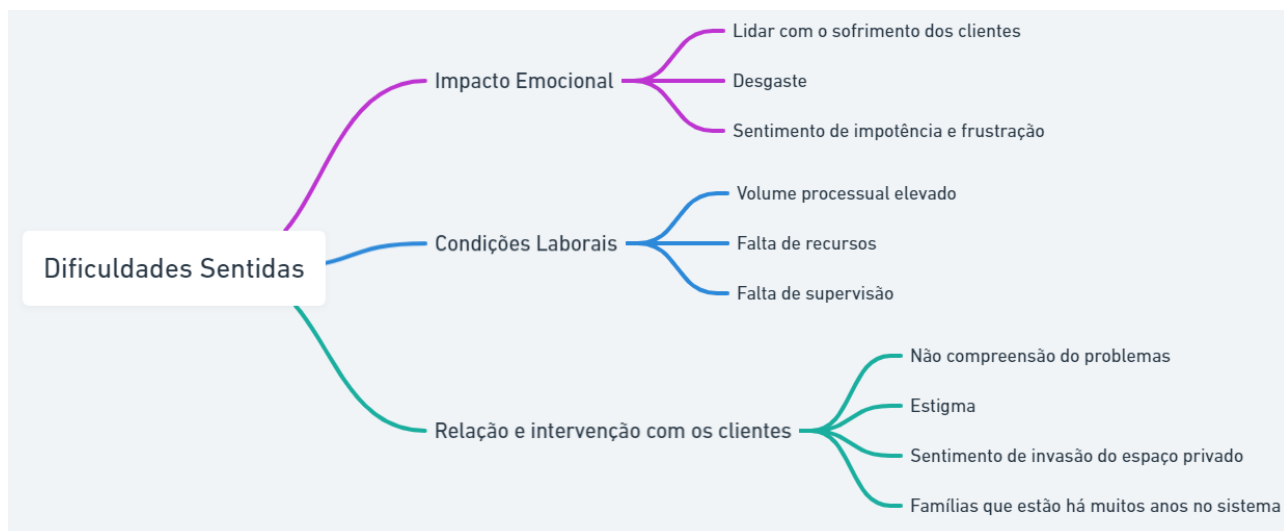 Dificuldades Sentidas
Impacto Emocional
Lidar com o sofrimento dos clientes
Desgaste
Sentimento de impotência e frustração
Condições Laborais
Volume processual elevado
Falta de recursos
Falta de supervisão
Relação e intervenção com os clientes
Não compreensão do problemas
Estigma
Sentimento de invasão do espaço privado
Famílias que estão há muitos anos no sistema